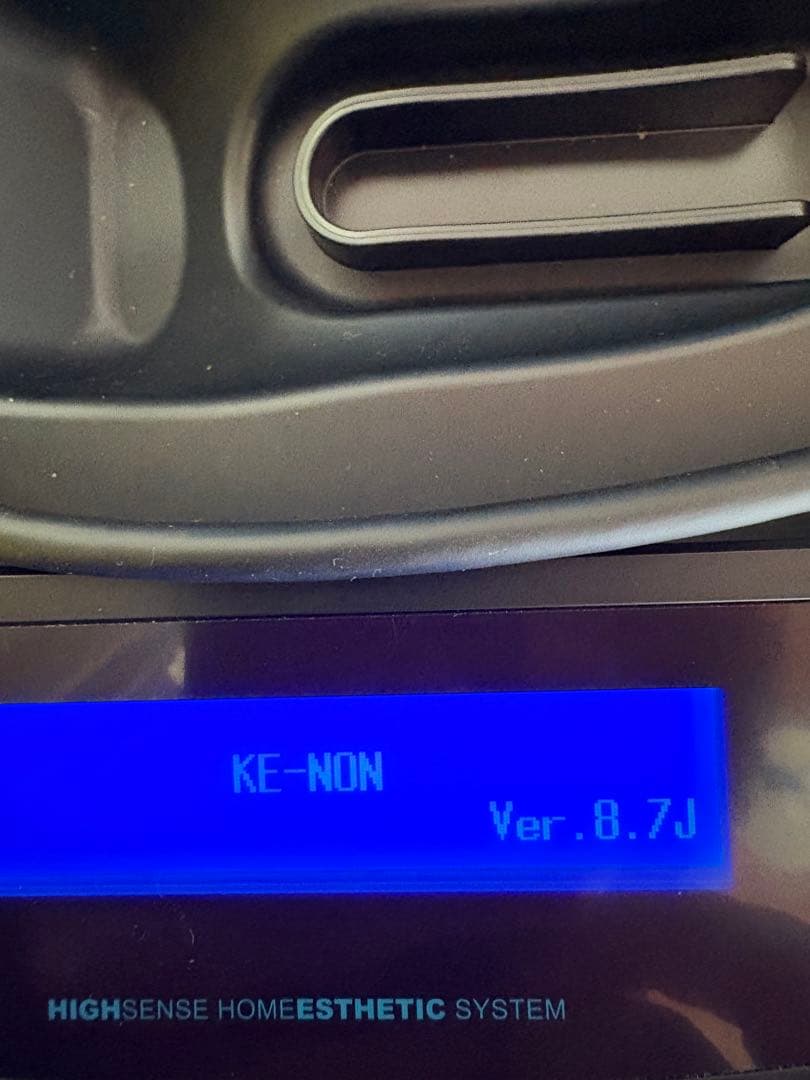 KE-NON
Ver.8.7J
HIGHSENSE HOMEESTHETIC SYSTEM